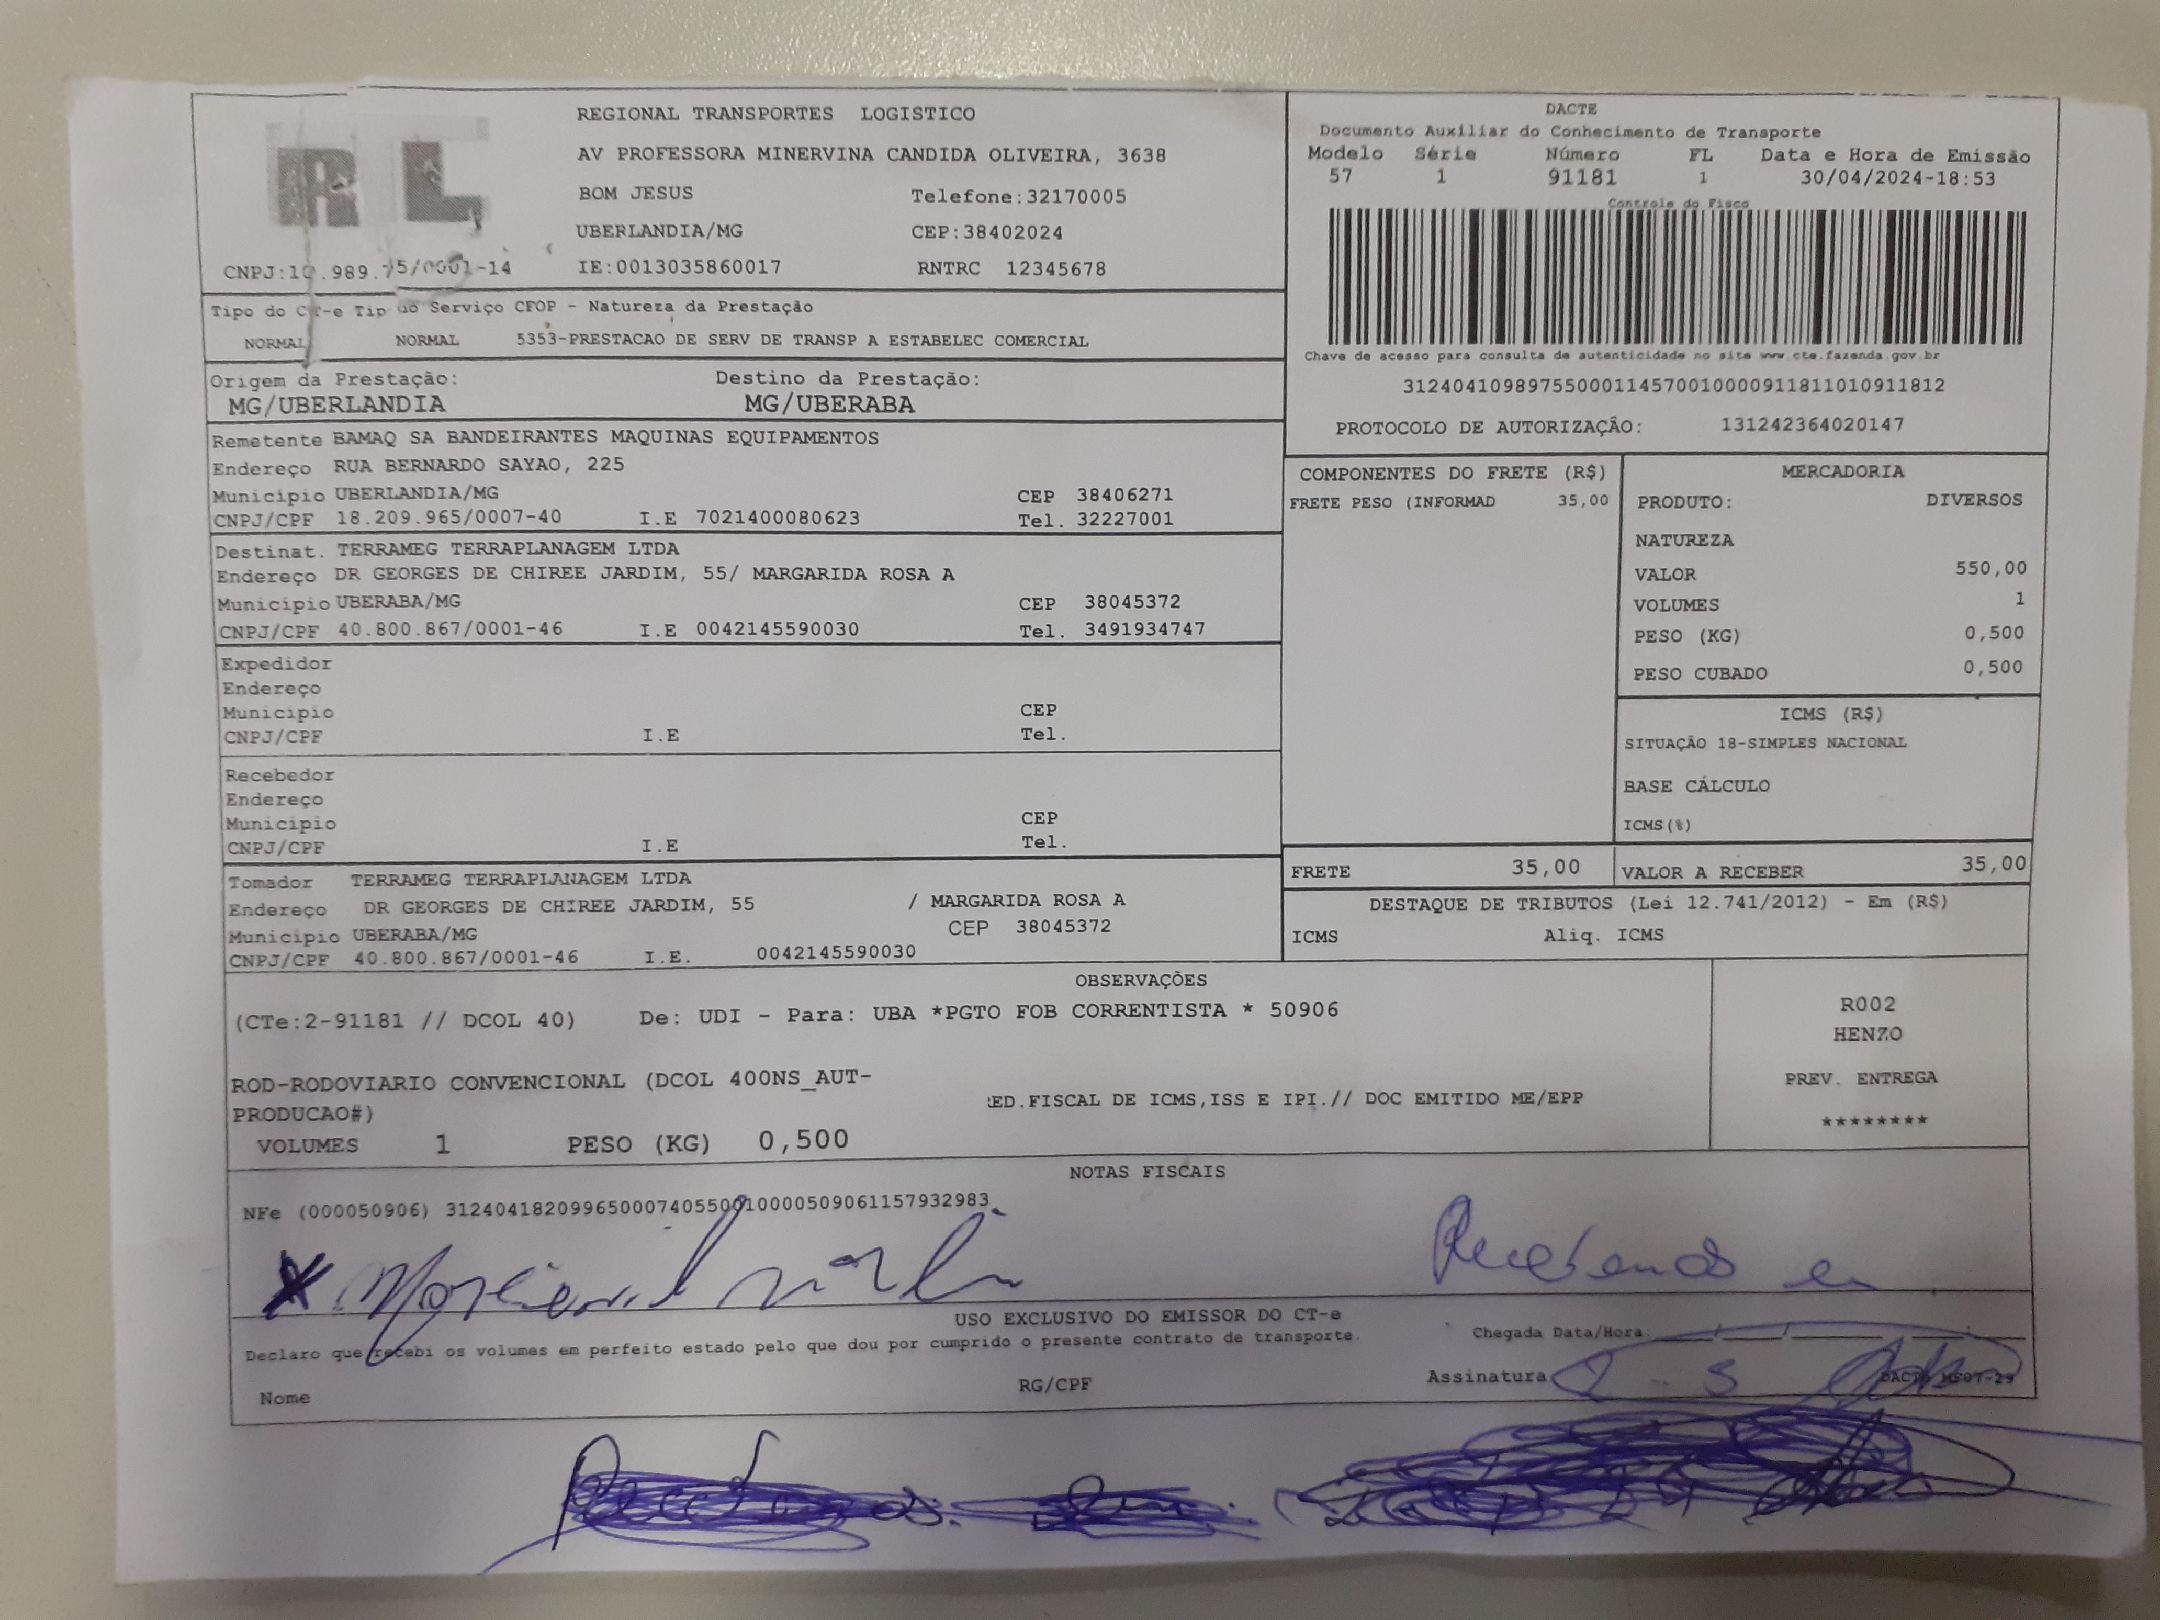 RL
REGIONAL TRANSPORTES LOGISTICO
AV PROFESSORA MINERVINA CANDIDA OLIVEIRA, 3638
BOM JESUS Telefone:32170005
UBERLANDIA/MG CEP:38402024
CNPJ:10.989.75/0001-14 IE:0013035860017 RNTRC 12345678
DACTE
Documento Auxiliar do Conhecimento de Transporte
Modelo Série Número FL Data e Hora de Emissão
57 1 91181 1 30/04/2024-18:53
Controle do Fisco
Chave de acesso para consulta de autenticidade no site www.cte.fazenda.gov.br
31240410989755000114570010000911811010911812
PROTOCOLO DE AUTORIZAÇÃO: 131242364020147
Tipo do CT-e Tip do Serviço CFOP - Natureza da Prestação
NORMAL NORMAL 5353-PRESTACAO DE SERV DE TRANSP A ESTABELEC COMERCIAL
Origem da Prestação: Destino da Prestação:
MG/UBERLANDIA MG/UBERABA
Remetente BAMAQ SA BANDEIRANTES MAQUINAS EQUIPAMENTOS
Endereço RUA BERNARDO SAYAO, 225
Município UBERLANDIA/MG CEP 38406271
CNPJ/CPF 18.209.965/0007-40 I.E 7021400080623 Tel. 32227001
Destinat. TERRAMEG TERRAPLANAGEM LTDA
Endereço DR GEORGES DE CHIREE JARDIM, 55/ MARGARIDA ROSA A
Município UBERABA/MG CEP 38045372
CNPJ/CPF 40.800.867/0001-46 I.E 0042145590030 Tel. 3491934747
Expedidor
Endereço
Município CEP
CNPJ/CPF I.E Tel.
Recebedor
Endereço
Município CEP
CNPJ/CPF I.E Tel.
Tomador TERRAMEG TERRAPLANAGEM LTDA
Endereço DR GEORGES DE CHIREE JARDIM, 55 / MARGARIDA ROSA A
Município UBERABA/MG CEP 38045372
CNPJ/CPF 40.800.867/0001-46 I.E. 0042145590030
COMPONENTES DO FRETE (R$)
FRETE PESO (INFORMAD 35,00
MERCADORIA
PRODUTO: DIVERSOS
NATUREZA
VALOR 550,00
VOLUMES 1
PESO (KG) 0,500
PESO CUBADO 0,500
ICMS (R$)
SITUAÇÃO 18-SIMPLES NACIONAL
BASE CÁLCULO
ICMS(%)
FRETE 35,00 VALOR A RECEBER 35,00
DESTAQUE DE TRIBUTOS (Lei 12.741/2012) - Em (R$)
ICMS Aliq. ICMS
OBSERVAÇÕES
(CTe:2-91181 // DCOL 40) De: UDI - Para: UBA *PGTO FOB CORRENTISTA * 50906
ROD-RODOVIARIO CONVENCIONAL (DCOL 400NS_AUT-
PRODUCAO#) ED.FISCAL DE ICMS,ISS E IPI.// DOC EMITIDO ME/EPP
VOLUMES 1 PESO (KG) 0,500
R002
HENZO
PREV. ENTREGA
********
NOTAS FISCAIS
NFe (000050906) 31240418209965000740550010000509061157932983
USO EXCLUSIVO DO EMISSOR DO CT-e
Declaro que recebi os volumes em perfeito estado pelo que dou por cumprido o presente contrato de transporte.
Chegada Data/Hora: / / :
Nome RG/CPF Assinatura